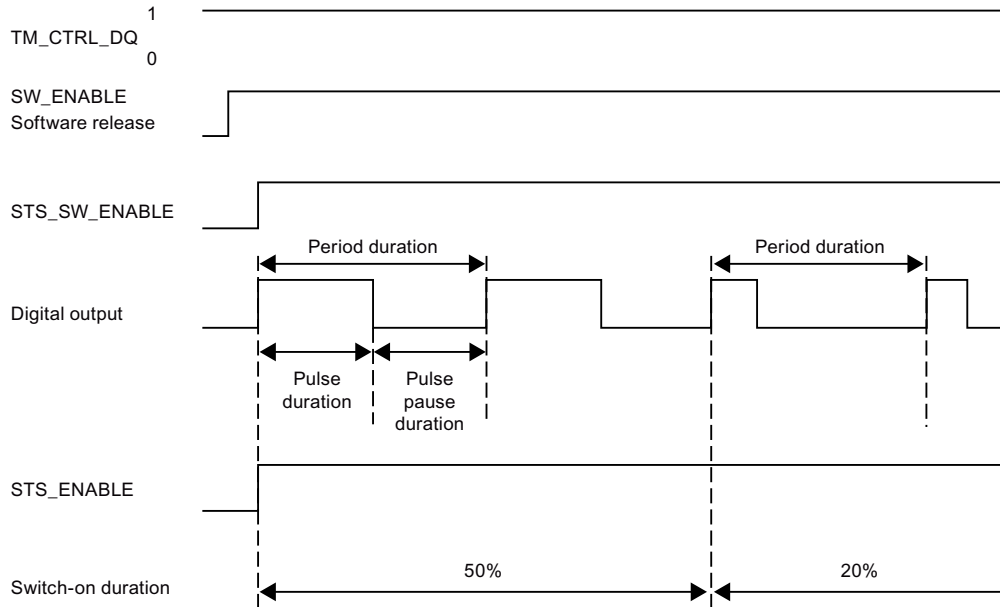 1
TM_CTRL_DQ
0
SW_ENABLE
Software release
STS_SW_ENABLE
Period duration
Period duration
Digital output
Pulse
duration
Pulse
pause
duration
STS_ENABLE
50%
20%
Switch-on duration